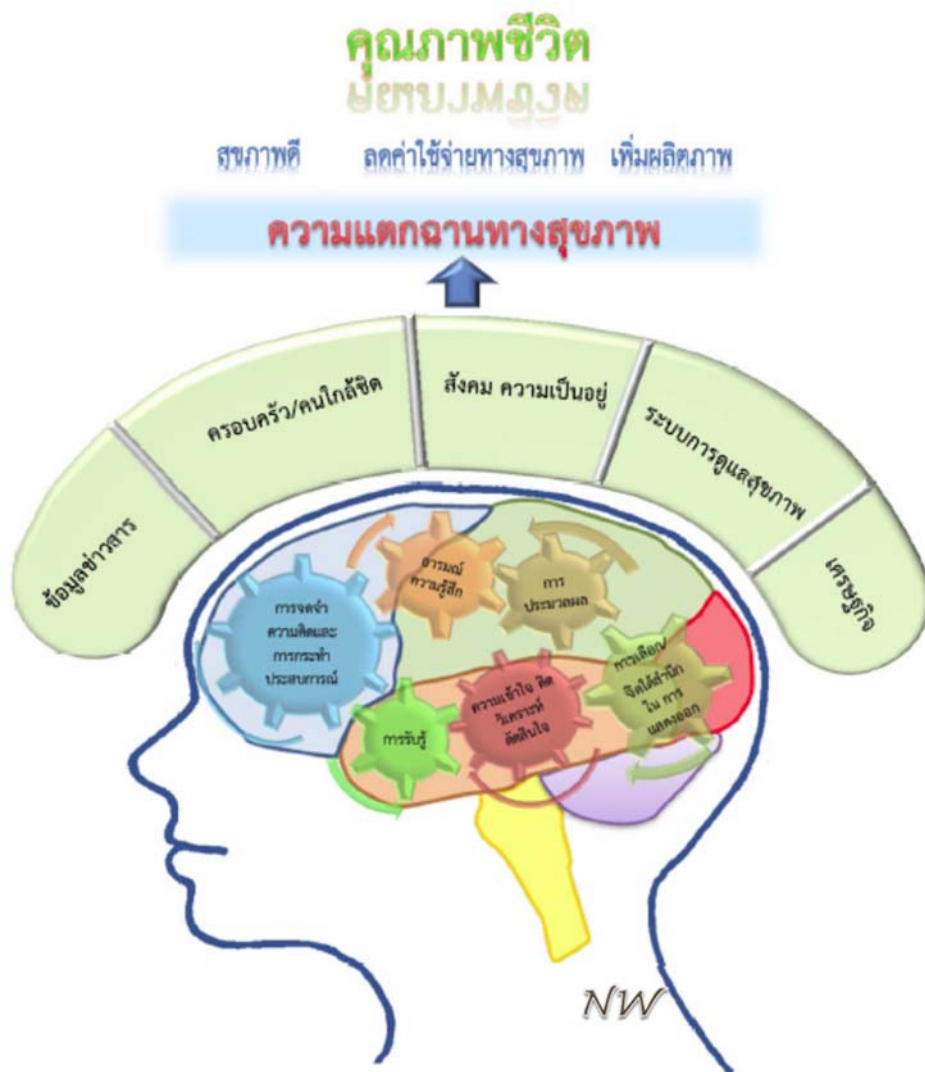 คุณภาพชีวิต
สุขภาพดี ลดค่าใช้จ่ายทางสุขภาพ เพิ่มผลิตภาพ
ความแตกฉานทางสุขภาพ
ข้อมูลข่าวสาร
ครอบครัว/คนใกล้ชิด
สังคม ความเป็นอยู่
ระบบการดูแลสุขภาพ
เศรษฐกิจ
การจดจำ
ความคิดและ
การกระทำ
ประสบการณ์
อารมณ์
ความรู้สึก
การ
ประมวลผล
การรับรู้
ความเข้าใจ คิด
วิเคราะห์
ตัดสินใจ
การเลือก/
จิตใต้สำนึก
ใน การ
แสดงออก
NW